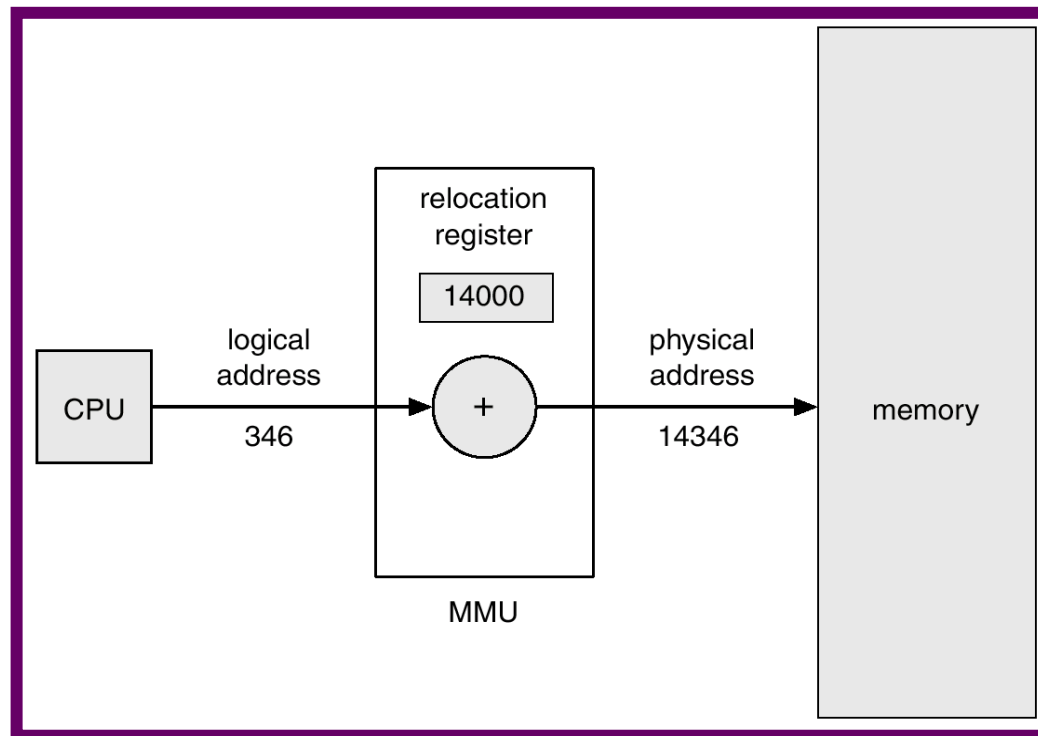 relocation
register
14000
logical
address
physical
address
CPU
+
memory
346
14346
MMU